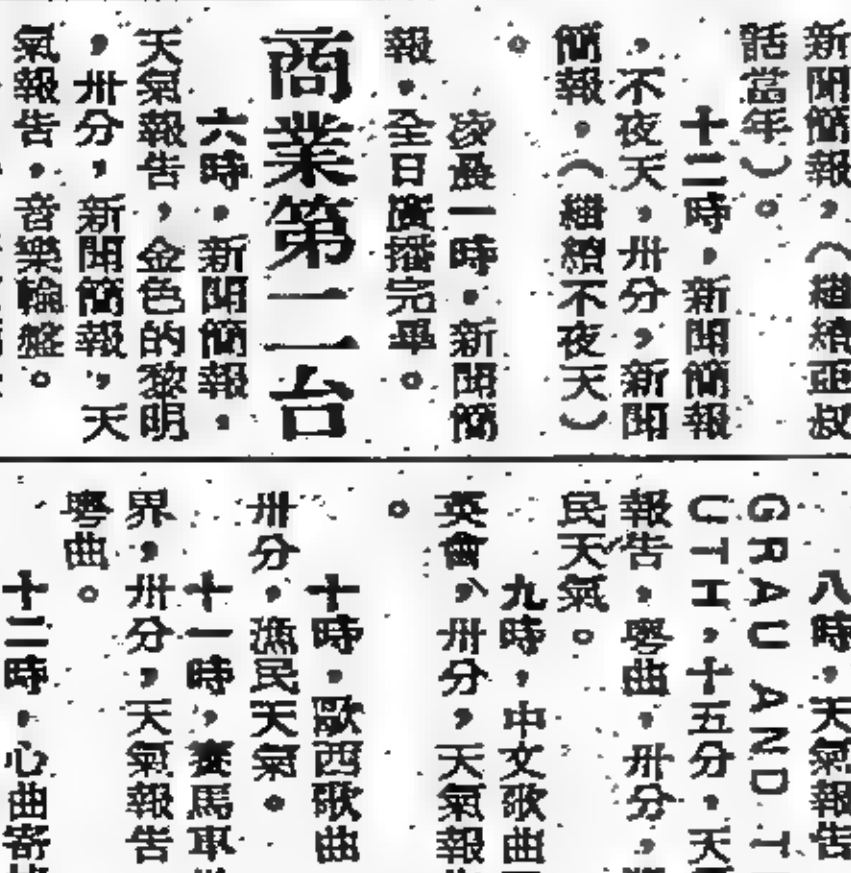 新聞簡報，（繼續亞叔
話當年）。
十二時，新聞簡報
，不夜天，卅分，新聞
簡報，（繼續不夜天）
。
凌晨一時，新聞簡
報，全日廣播完畢。
商業第二台
六時，新聞簡報，
天氣報告，金色的黎明
，卅分，新聞簡報，天
氣報告，音樂輪盤。
八時，天氣報告
GRAU AND T
UTH，十五分，天
報告，粵曲，卅分，
民天氣。
九時，中文歌曲
英會，卅分，天氣報
。
十時，歐西歌曲
卅分，漁民天氣。
十一時，賽馬車
界，卅分，天氣報告
粵曲。
十二時，心曲寄